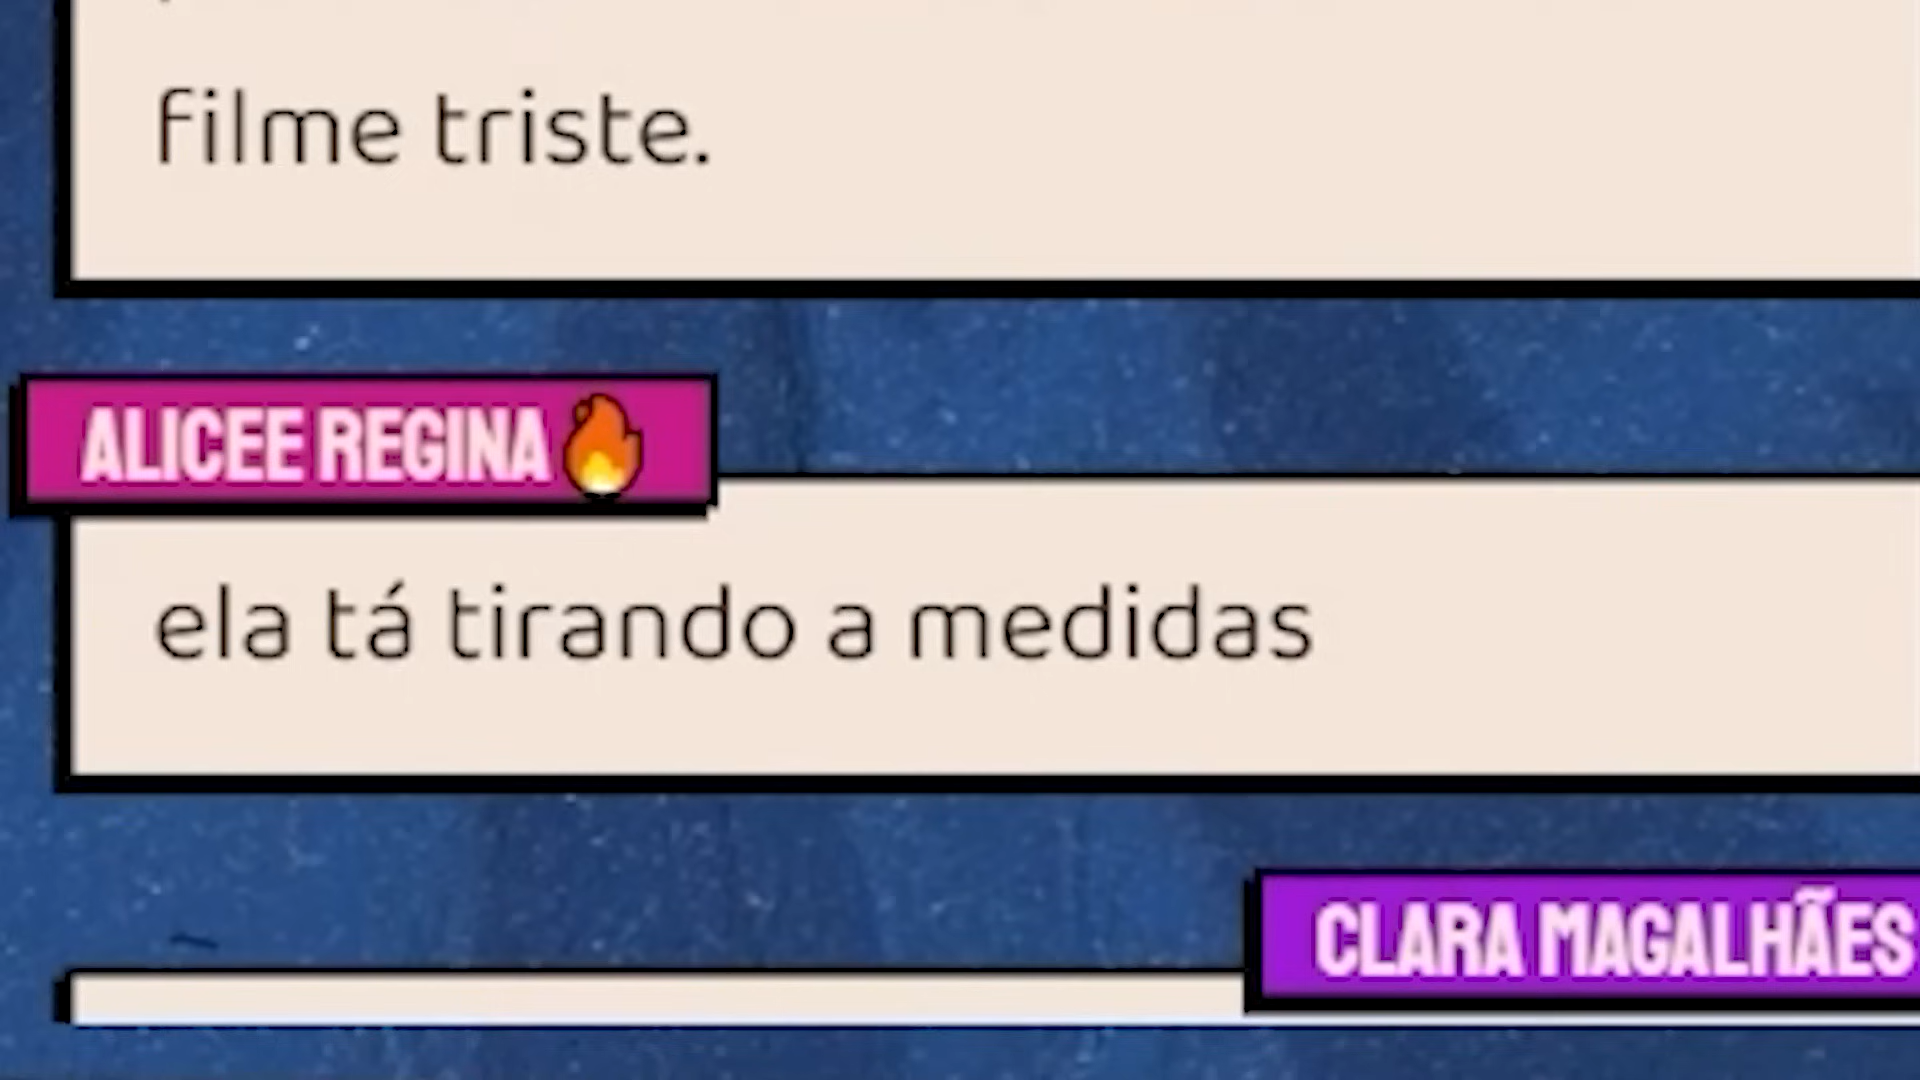 filme triste.
ALICEE REGINA🔥
ela tá tirando a medidas
CLARA MAGALHÃES